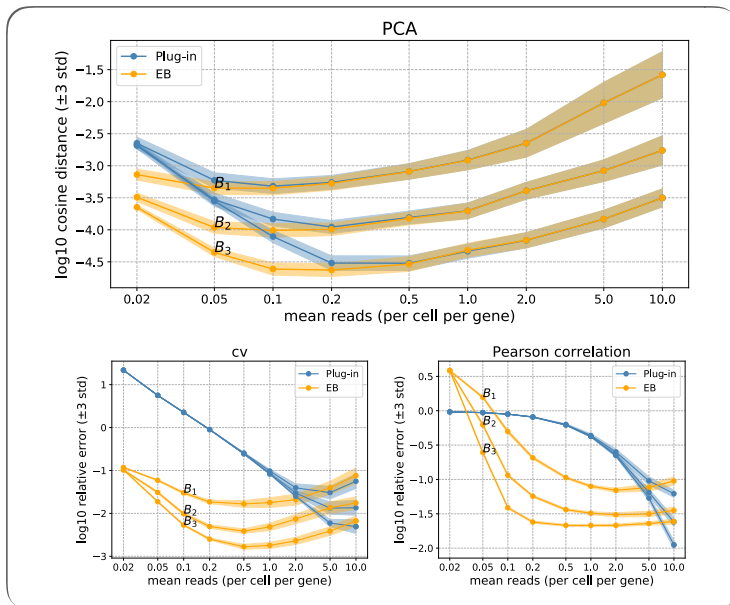 PCA
Plug-in
EB
log10 cosine distance (±3 std)
−1.5
−2.0
−2.5
−3.0
−3.5
−4.0
−4.5
B1
B2
B3
0.02 0.05 0.1 0.2 0.5 1.0 2.0 5.0 10.0
mean reads (per cell per gene)
cv
Plug-in
EB
log10 relative error (±3 std)
1
0
−1
−2
−3
B1
B2
B3
0.02 0.05 0.1 0.2 0.5 1.0 2.0 5.0 10.0
mean reads (per cell per gene)
Pearson correlation
Plug-in
EB
log10 relative error (±3 std)
0.5
0.0
−0.5
−1.0
−1.5
−2.0
B1
B2
B3
0.02 0.05 0.1 0.2 0.5 1.0 2.0 5.0 10.0
mean reads (per cell per gene)